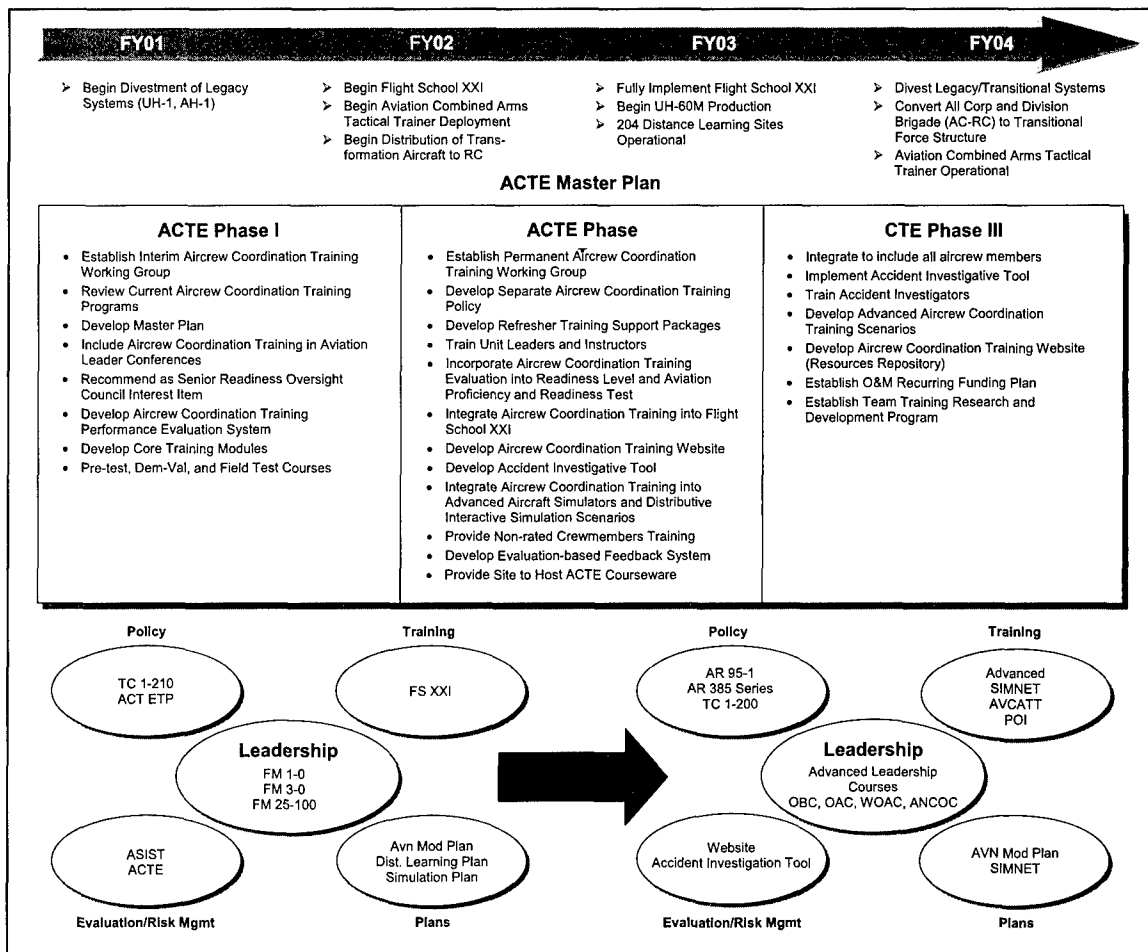 FY01
FY02
FY03
FY04
➢ Begin Divestment of Legacy
Systems (UH-1, AH-1)
➢ Begin Flight School XXI
➢ Begin Aviation Combined Arms
Tactical Trainer Deployment
➢ Begin Distribution of Trans-
formation Aircraft to RC
➢ Fully Implement Flight School XXI
➢ Begin UH-60M Production
➢ 204 Distance Learning Sites
Operational
➢ Divest Legacy/Transitional Systems
➢ Convert All Corp and Division
Brigade (AC-RC) to Transitional
Force Structure
➢ Aviation Combined Arms Tactical
Trainer Operational
ACTE Master Plan
ACTE Phase I
• Establish Interim Aircrew Coordination Training
Working Group
• Review Current Aircrew Coordination Training
Programs
• Develop Master Plan
• Include Aircrew Coordination Training in Aviation
Leader Conferences
• Recommend as Senior Readiness Oversight
Council Interest Item
• Develop Aircrew Coordination Training
Performance Evaluation System
• Develop Core Training Modules
• Pre-test, Dem-Val, and Field Test Courses
ACTE Phase
• Establish Permanent Aircrew Coordination
Training Working Group
• Develop Separate Aircrew Coordination Training
Policy
• Develop Refresher Training Support Packages
• Train Unit Leaders and Instructors
• Incorporate Aircrew Coordination Training
Evaluation into Readiness Level and Aviation
Proficiency and Readiness Test
• Integrate Aircrew Coordination Training into Flight
School XXI
• Develop Aircrew Coordination Training Website
• Develop Accident Investigative Tool
• Integrate Aircrew Coordination Training into
Advanced Aircraft Simulators and Distributive
Interactive Simulation Scenarios
• Provide Non-rated Crewmembers Training
• Develop Evaluation-based Feedback System
• Provide Site to Host ACTE Courseware
CTE Phase III
• Integrate to include all aircrew members
• Implement Accident Investigative Tool
• Train Accident Investigators
• Develop Advanced Aircrew Coordination
Training Scenarios
• Develop Aircrew Coordination Training Website
(Resources Repository)
• Establish O&M Recurring Funding Plan
• Establish Team Training Research and
Development Program
Policy
TC 1-210
ACT ETP
Training
FS XXI
Leadership
FM 1-0
FM 3-0
FM 25-100
ASIST
ACTE
Evaluation/Risk Mgmt
Avn Mod Plan
Dist. Learning Plan
Simulation Plan
Plans
Policy
AR 95-1
AR 385 Series
TC 1-200
Training
Advanced
SIMNET
AVCATT
POI
Leadership
Advanced Leadership
Courses
OBC, OAC, WOAC, ANCOC
Website
Accident Investigation Tool
Evaluation/Risk Mgmt
AVN Mod Plan
SIMNET
Plans